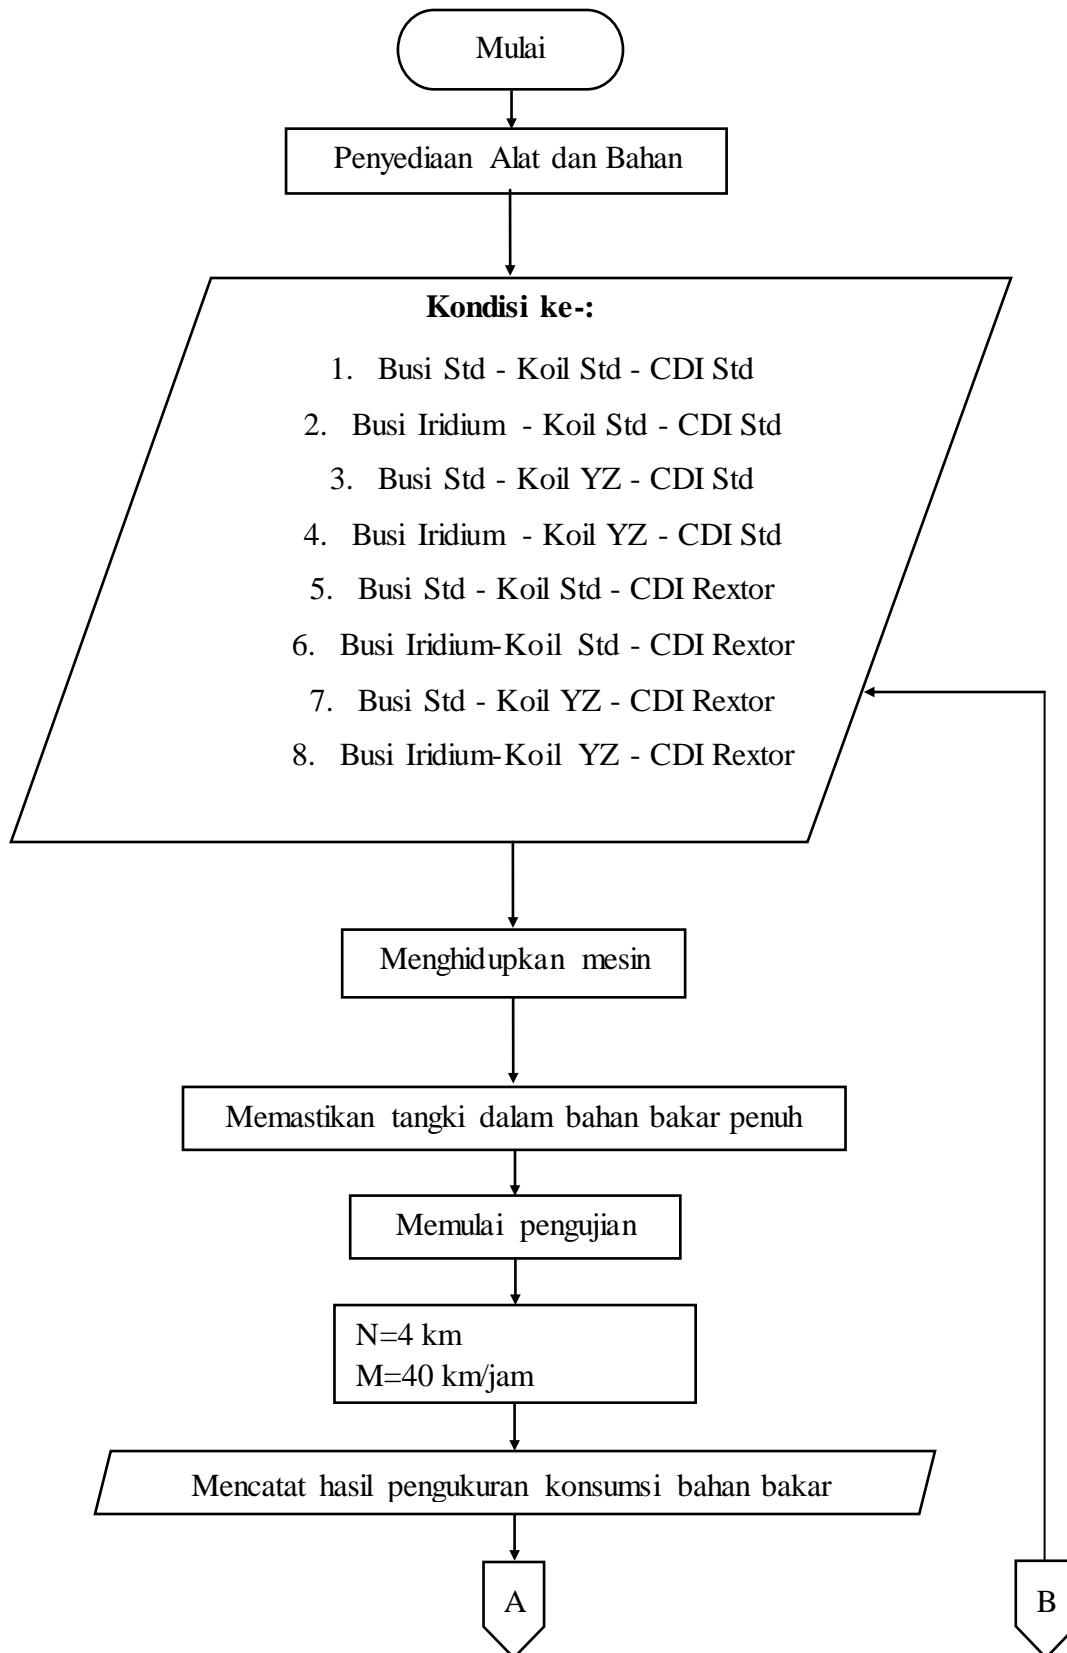 Mulai
Penyediaan Alat dan Bahan
Kondisi ke-:
1. Busi Std - Koil Std - CDI Std
2. Busi Iridium - Koil Std - CDI Std
3. Busi Std - Koil YZ - CDI Std
4. Busi Iridium - Koil YZ - CDI Std
5. Busi Std - Koil Std - CDI Rextor
6. Busi Iridium-Koil Std - CDI Rextor
7. Busi Std - Koil YZ - CDI Rextor
8. Busi Iridium-Koil YZ - CDI Rextor
Menghidupkan mesin
Memastikan tangki dalam bahan bakar penuh
Memulai pengujian
N=4 km
M=40 km/jam
Mencatat hasil pengukuran konsumsi bahan bakar
A
B